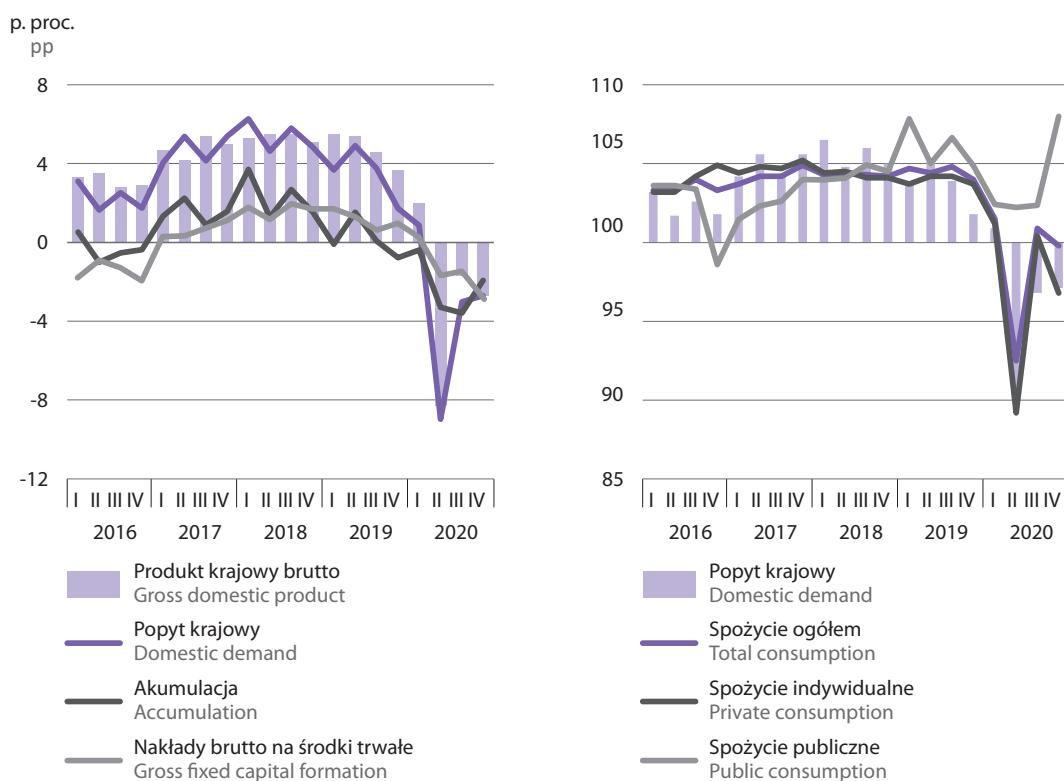 p. proc.
pp
8
4
0
-4
-8
-12
I II III IV I II III IV I II III IV I II III IV I II III IV
2016 2017 2018 2019 2020
Produkt krajowy brutto
Gross domestic product
Popyt krajowy
Domestic demand
Akumulacja
Accumulation
Nakłady brutto na środki trwałe
Gross fixed capital formation
110
105
100
95
90
85
I II III IV I II III IV I II III IV I II III IV I II III IV
2016 2017 2018 2019 2020
Popyt krajowy
Domestic demand
Spożycie ogółem
Total consumption
Spożycie indywidualne
Private consumption
Spożycie publiczne
Public consumption